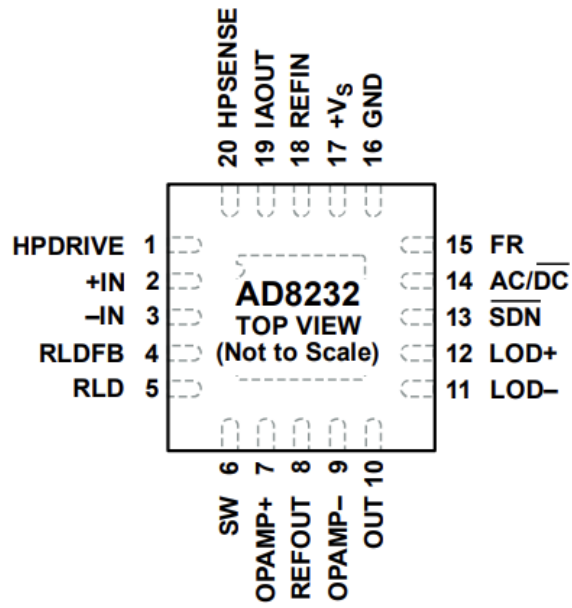 20 HPSENSE
19 IAOUT
18 REFIN
17 +VS
16 GND
HPDRIVE 1
+IN 2
–IN 3
RLDFB 4
RLD 5
AD8232
TOP VIEW
(Not to Scale)
15 FR
14 AC/D̅C̅
13 S̅D̅N̅
12 LOD+
11 LOD–
SW 6
OPAMP+ 7
REFOUT 8
OPAMP– 9
OUT 10